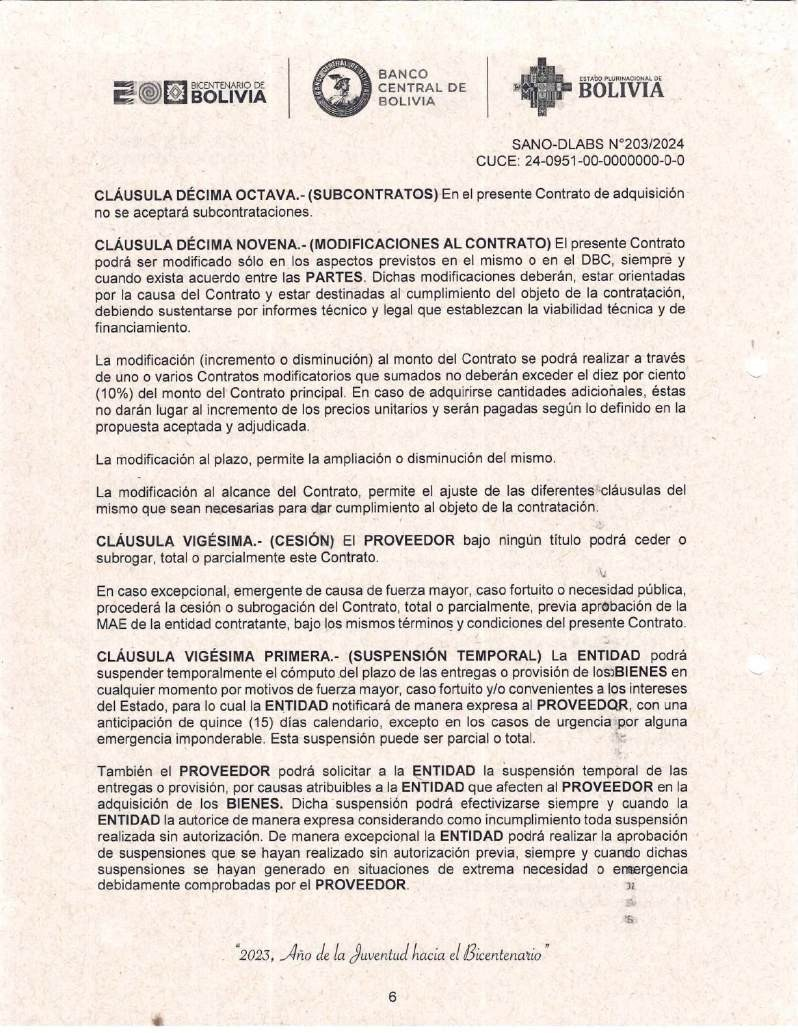 BICENTENARIO DE
BOLIVIA
BANCO
CENTRAL DE
BOLIVIA
ESTADO PLURINACIONAL DE
BOLIVIA
SANO-DLABS N°203/2024
CUCE: 24-0951-00-0000000-0-0
CLÁUSULA DÉCIMA OCTAVA.- (SUBCONTRATOS) En el presente Contrato de adquisición
no se aceptará subcontrataciones.
CLÁUSULA DÉCIMA NOVENA.- (MODIFICACIONES AL CONTRATO) El presente Contrato
podrá ser modificado sólo en los aspectos previstos en el mismo o en el DBC, siempre y
cuando exista acuerdo entre las PARTES. Dichas modificaciones deberán, estar orientadas
por la causa del Contrato y estar destinadas al cumplimiento del objeto de la contratación,
debiendo sustentarse por informes técnico y legal que establezcan la viabilidad técnica y de
financiamiento.
La modificación (incremento o disminución) al monto del Contrato se podrá realizar a través
de uno o varios Contratos modificatorios que sumados no deberán exceder el diez por ciento
(10%) del monto del Contrato principal. En caso de adquirirse cantidades adicionales, éstas
no darán lugar al incremento de los precios unitarios y serán pagadas según lo definido en la
propuesta aceptada y adjudicada.
La modificación al plazo, permite la ampliación o disminución del mismo.
La modificación al alcance del Contrato, permite el ajuste de las diferentes cláusulas del
mismo que sean necesarias para dar cumplimiento al objeto de la contratación.
CLÁUSULA VIGÉSIMA.- (CESIÓN) El PROVEEDOR bajo ningún título podrá ceder o
subrogar, total o parcialmente este Contrato.
En caso excepcional, emergente de causa de fuerza mayor, caso fortuito o necesidad pública,
procederá la cesión o subrogación del Contrato, total o parcialmente, previa aprobación de la
MAE de la entidad contratante, bajo los mismos términos y condiciones del presente Contrato.
CLÁUSULA VIGÉSIMA PRIMERA.- (SUSPENSIÓN TEMPORAL) La ENTIDAD podrá
suspender temporalmente el cómputo del plazo de las entregas o provisión de los BIENES en
cualquier momento por motivos de fuerza mayor, caso fortuito y/o convenientes a los intereses
del Estado, para lo cual la ENTIDAD notificará de manera expresa al PROVEEDOR, con una
anticipación de quince (15) días calendario, excepto en los casos de urgencia por alguna
emergencia imponderable. Esta suspensión puede ser parcial o total.
También el PROVEEDOR podrá solicitar a la ENTIDAD la suspensión temporal de las
entregas o provisión, por causas atribuibles a la ENTIDAD que afecten al PROVEEDOR en la
adquisición de los BIENES. Dicha suspensión podrá efectivizarse siempre y cuando la
ENTIDAD la autorice de manera expresa considerando como incumplimiento toda suspensión
realizada sin autorización. De manera excepcional la ENTIDAD podrá realizar la aprobación
de suspensiones que se hayan realizado sin autorización previa, siempre y cuando dichas
suspensiones se hayan generado en situaciones de extrema necesidad o emergencia
debidamente comprobadas por el PROVEEDOR.
"2023, Año de la Juventud hacia el Bicentenario"
6